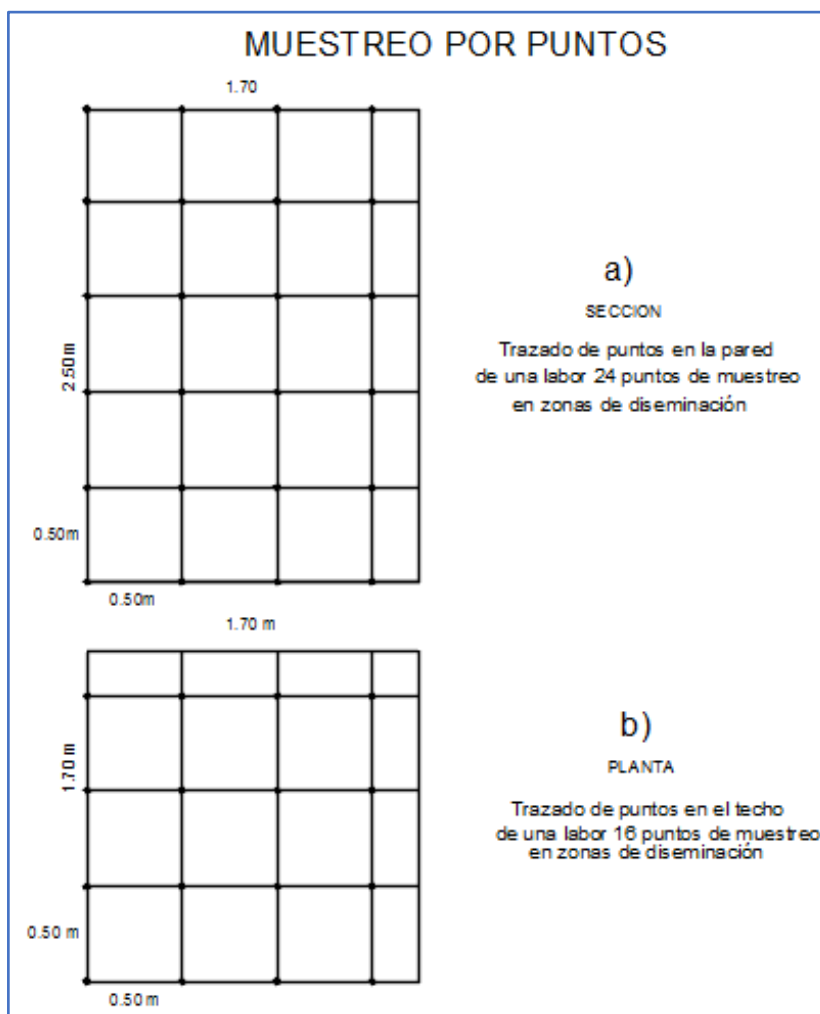 MUESTREO POR PUNTOS
1.70
2.50m
0.50m
0.50m
a)
SECCION
Trazado de puntos en la pared
de una labor 24 puntos de muestreo
en zonas de diseminación
1.70 m
1.70 m
0.50 m
0.50m
b)
PLANTA
Trazado de puntos en el techo
de una labor 16 puntos de muestreo
en zonas de diseminación